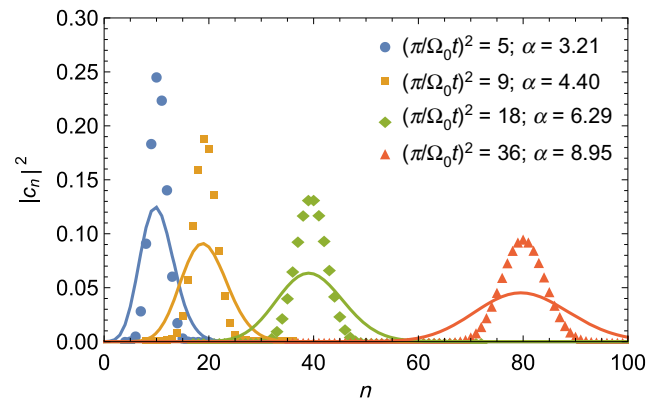 0.30
0.25
0.20
0.15
0.10
0.05
0.00
|cₙ|²
(π/Ω₀t)² = 5; α = 3.21
(π/Ω₀t)² = 9; α = 4.40
(π/Ω₀t)² = 18; α = 6.29
(π/Ω₀t)² = 36; α = 8.95
0 20 40 60 80 100
n